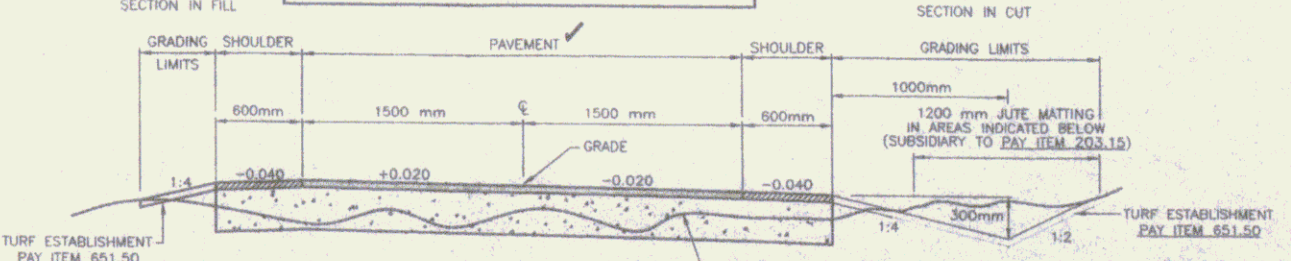 SECTION IN FILL
SECTION IN CUT
GRADING
LIMITS
SHOULDER
PAVEMENT
SHOULDER
GRADING LIMITS
1000mm
600mm
1500 mm
℄
1500 mm
600mm
1200 mm JUTE MATTING
IN AREAS INDICATED BELOW
(SUBSIDIARY TO PAY ITEM 203.15)
GRADE
1:4
-0.040
+0.020
-0.020
-0.040
300mm
1:4
1:2
TURF ESTABLISHMENT
PAY ITEM 651.50
TURF ESTABLISHMENT
PAY ITEM 651.50